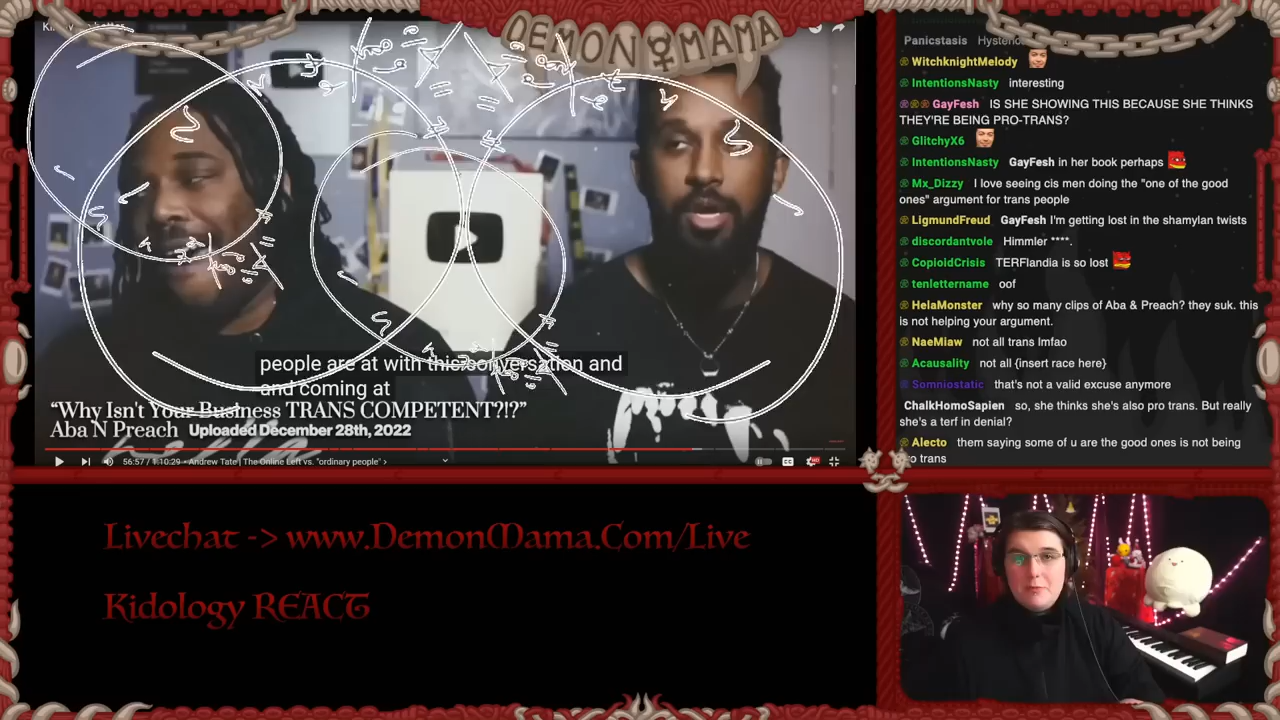 DEMON MAMA
people are at with this conversation and
and coming at
“Why Isn't Your Business TRANS COMPETENT?!?”
Aba N Preach Uploaded December 28th, 2022
56:57 / 1:10:29 • Andrew Tate | The Online Left vs. "ordinary people" ›
Panicstasis
WitchknightMelody
IntentionsNasty interesting
GayFesh IS SHE SHOWING THIS BECAUSE SHE THINKS
THEY'RE BEING PRO-TRANS?
GlitchyX6
IntentionsNasty GayFesh in her book perhaps
Mx_Dizzy I love seeing cis men doing the "one of the good
ones" argument for trans people
LigmundFreud GayFesh I'm getting lost in the shamylan twists
discordantvole Himmler ****.
CopioidCrisis TERFlandia is so lost
tenlettername oof
HelaMonster why so many clips of Aba & Preach? they suk. this
is not helping your argument.
NaeMiaw not all trans lmfao
Acausality not all {insert race here}
Somniostatic that's not a valid excuse anymore
ChalkHomoSapien so, she thinks she's also pro trans. But really
she's a terf in denial?
Alecto them saying some of u are the good ones is not being
trans
Livechat -> www.DemonMama.Com/Live
Kidology REACT